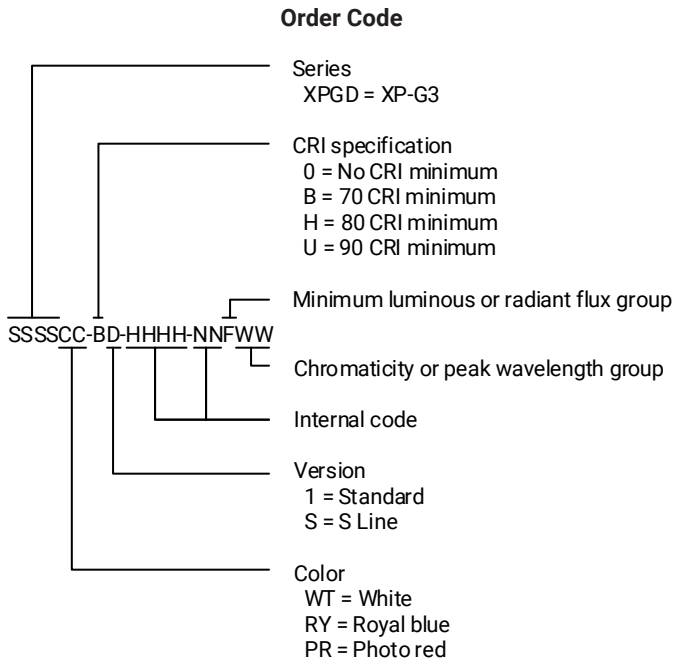 Order Code
Series
XPGD = XP-G3
CRI specification
0 = No CRI minimum
B = 70 CRI minimum
H = 80 CRI minimum
U = 90 CRI minimum
Minimum luminous or radiant flux group
SSSSCC-BD-HHHH-NNFWW
Chromaticity or peak wavelength group
Internal code
Version
1 = Standard
S = S Line
Color
WT = White
RY = Royal blue
PR = Photo red